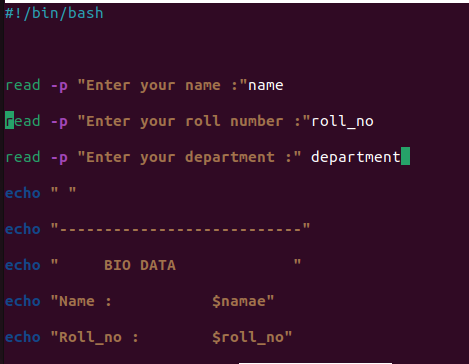 #!/bin/bash
read -p "Enter your name :"name
read -p "Enter your roll number :"roll_no
read -p "Enter your department :" department
echo " "
echo "---------------------------"
echo "     BIO DATA             "
echo "Name :           $namae"
echo "Roll_no :        $roll_no"